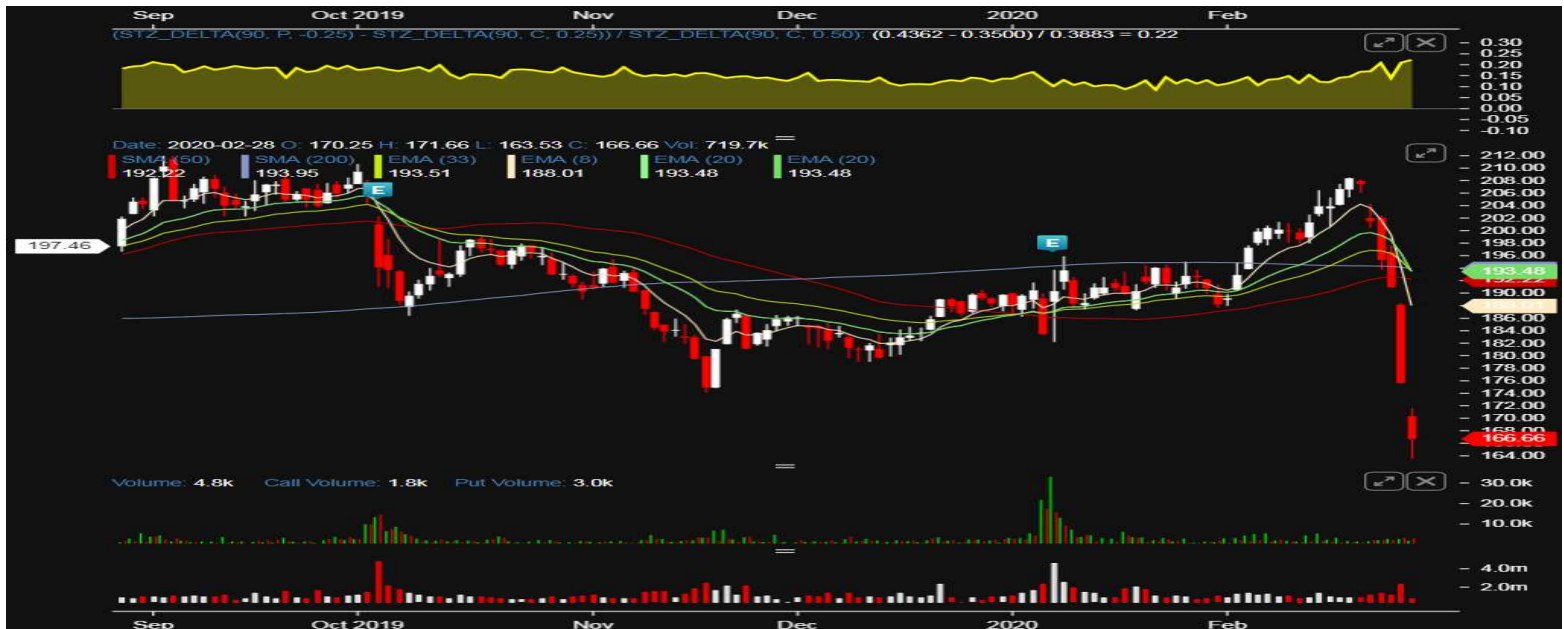 Sep Oct 2019 Nov Dec 2020 Feb
(STZ_DELTA(90, P, -0.25) - STZ_DELTA(90, C, 0.25)) / STZ_DELTA(90, C, 0.50): (0.4362 - 0.3500) / 0.3883 = 0.22
0.30
0.25
0.20
0.15
0.10
0.05
0.00
-0.05
-0.10
Date: 2020-02-28 O: 170.25 H: 171.66 L: 163.53 C: 166.66 Vol: 719.7k
SMA (50) SMA (200) EMA (33) EMA (8) EMA (20) EMA (20)
192.22 193.95 193.51 188.01 193.48 193.48
E
E
197.46
212.00
210.00
208.00
206.00
204.00
202.00
200.00
198.00
196.00
193.48
192.22
190.00
188.01
186.00
184.00
182.00
180.00
178.00
176.00
174.00
172.00
170.00
168.00
166.66
164.00
Volume: 4.8k Call Volume: 1.8k Put Volume: 3.0k
30.0k
20.0k
10.0k
4.0m
2.0m
Sep Oct 2019 Nov Dec 2020 Feb